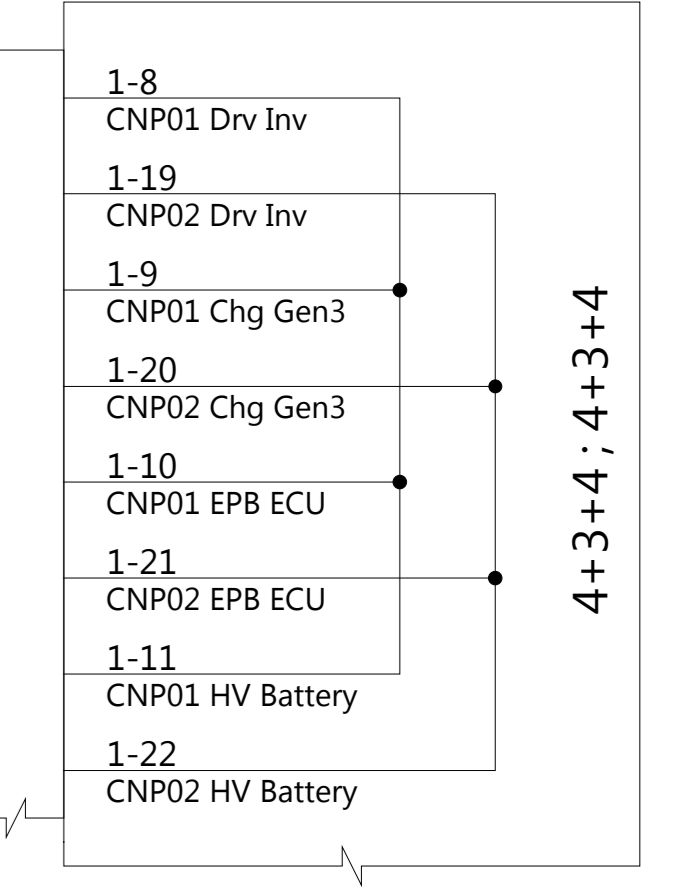 1-8
CNP01 Drv Inv
1-19
CNP02 Drv Inv
1-9
CNP01 Chg Gen3
1-20
CNP02 Chg Gen3
1-10
CNP01 EPB ECU
1-21
CNP02 EPB ECU
1-11
CNP01 HV Battery
1-22
CNP02 HV Battery
4+3+4 ; 4+3+4